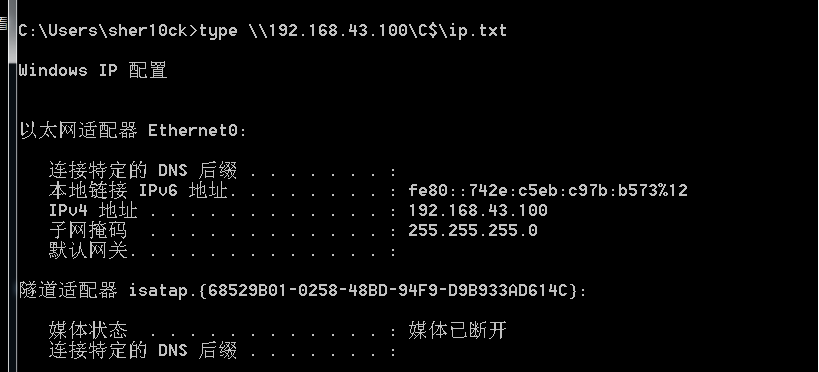 C:\Users\sher10ck>type \\192.168.43.100\C$\ip.txt
Windows IP 配置
以太网适配器 Ethernet0:
连接特定的 DNS 后缀 . . . . . . . :
本地链接 IPv6 地址. . . . . . . . : fe80::742e:c5eb:c97b:b573%12
IPv4 地址 . . . . . . . . . . . . : 192.168.43.100
子网掩码  . . . . . . . . . . . . : 255.255.255.0
默认网关. . . . . . . . . . . . . :
隧道适配器 isatap.{68529B01-0258-48BD-94F9-D9B933AD614C}:
媒体状态  . . . . . . . . . . . . : 媒体已断开
连接特定的 DNS 后缀 . . . . . . . :